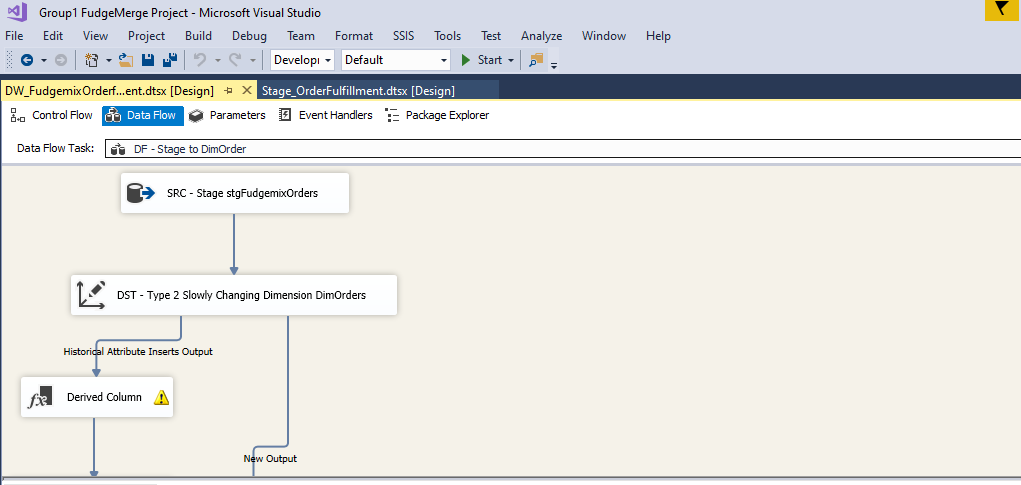 Group1 FudgeMerge Project - Microsoft Visual Studio
File Edit View Project Build Debug Team Format SSIS Tools Test Analyze Window Help
Developr Default Start
DW_FudgemixOrderf...ent.dtsx [Design] Stage_OrderFulfillment.dtsx [Design]
Control Flow Data Flow Parameters Event Handlers Package Explorer
Data Flow Task: DF - Stage to DimOrder
SRC - Stage stgFudgemixOrders
DST - Type 2 Slowly Changing Dimension DimOrders
Historical Attribute Inserts Output
fx Derived Column
New Output